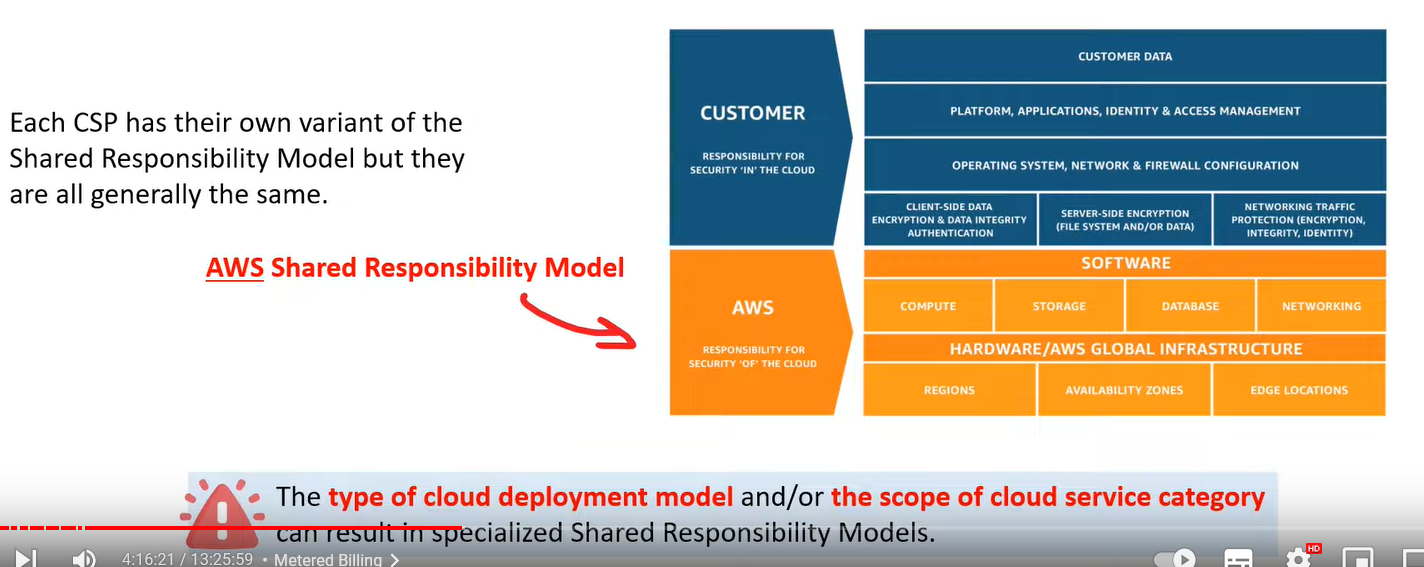 Each CSP has their own variant of the
Shared Responsibility Model but they
are all generally the same.
AWS Shared Responsibility Model
CUSTOMER
RESPONSIBILITY FOR
SECURITY 'IN' THE CLOUD
CUSTOMER DATA
PLATFORM, APPLICATIONS, IDENTITY & ACCESS MANAGEMENT
OPERATING SYSTEM, NETWORK & FIREWALL CONFIGURATION
CLIENT-SIDE DATA
ENCRYPTION & DATA INTEGRITY
AUTHENTICATION
SERVER-SIDE ENCRYPTION
(FILE SYSTEM AND/OR DATA)
NETWORKING TRAFFIC
PROTECTION (ENCRYPTION,
INTEGRITY, IDENTITY)
AWS
RESPONSIBILITY FOR
SECURITY 'OF' THE CLOUD
SOFTWARE
COMPUTE
STORAGE
DATABASE
NETWORKING
HARDWARE/AWS GLOBAL INFRASTRUCTURE
REGIONS
AVAILABILITY ZONES
EDGE LOCATIONS
The type of cloud deployment model and/or the scope of cloud service category
can result in specialized Shared Responsibility Models.
4:16:21 / 13:25:59 • Metered Billing
HD